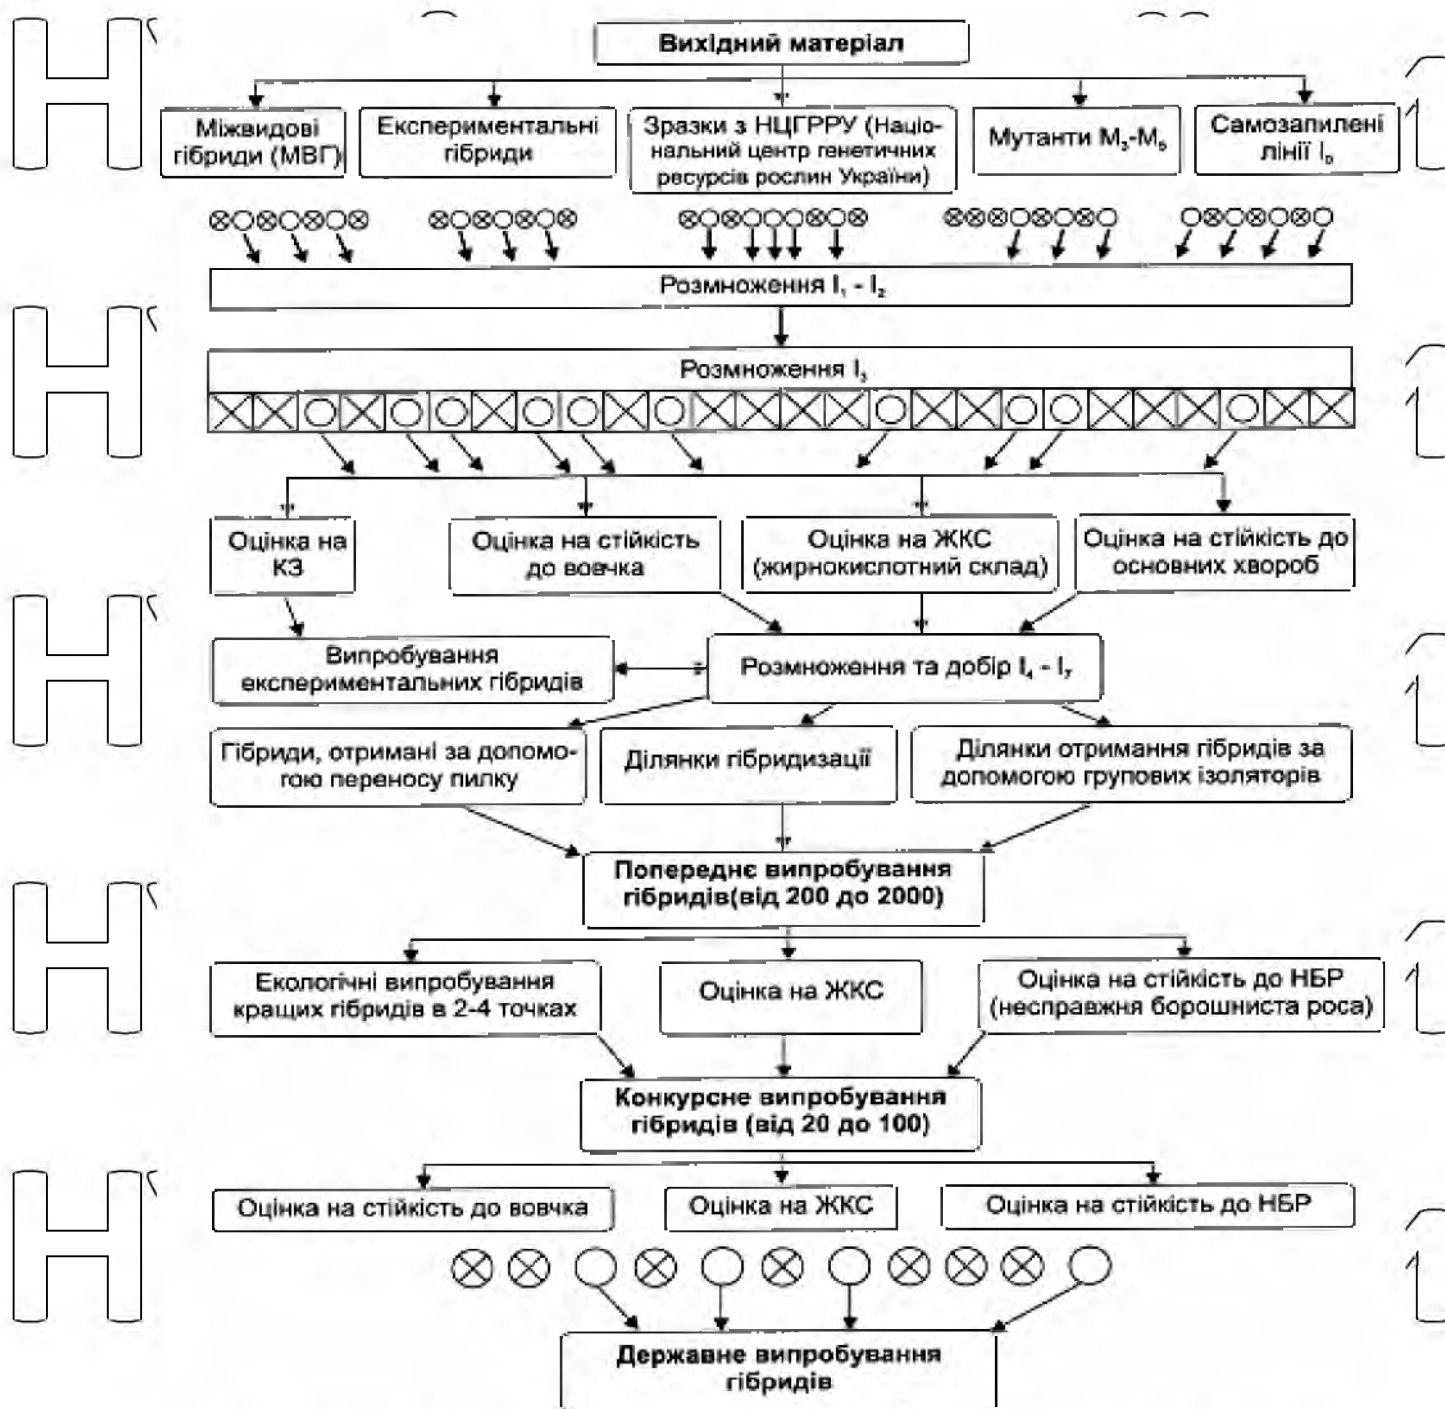 Вихідний матеріал
Міжвидові
гібриди (МВГ)
Експериментальні
гібриди
Зразки з НЦГРРУ (Націо-
нальний центр генетичних
ресурсів рослин України)
Мутанти М₃-М₅
Самозапилені
лінії I₀
Розмноження I₁ - I₂
Розмноження I₃
Оцінка на
КЗ
Оцінка на стійкість
до вовчка
Оцінка на ЖКС
(жирнокислотний склад)
Оцінка на стійкість до
основних хвороб
Випробування
експериментальних гібридів
Розмноження та добір I₄ - I₇
Гібриди, отримані за допомо-
гою переносу пилку
Ділянки гібридизації
Ділянки отримання гібридів за
допомогою групових ізоляторів
Попереднє випробування
гібридів(від 200 до 2000)
Екологічні випробування
кращих гібридів в 2-4 точках
Оцінка на ЖКС
Оцінка на стійкість до НБР
(несправжня борошниста роса)
Конкурсне випробування
гібридів (від 20 до 100)
Оцінка на стійкість до вовчка
Оцінка на ЖКС
Оцінка на стійкість до НБР
Державне випробування
гібридів